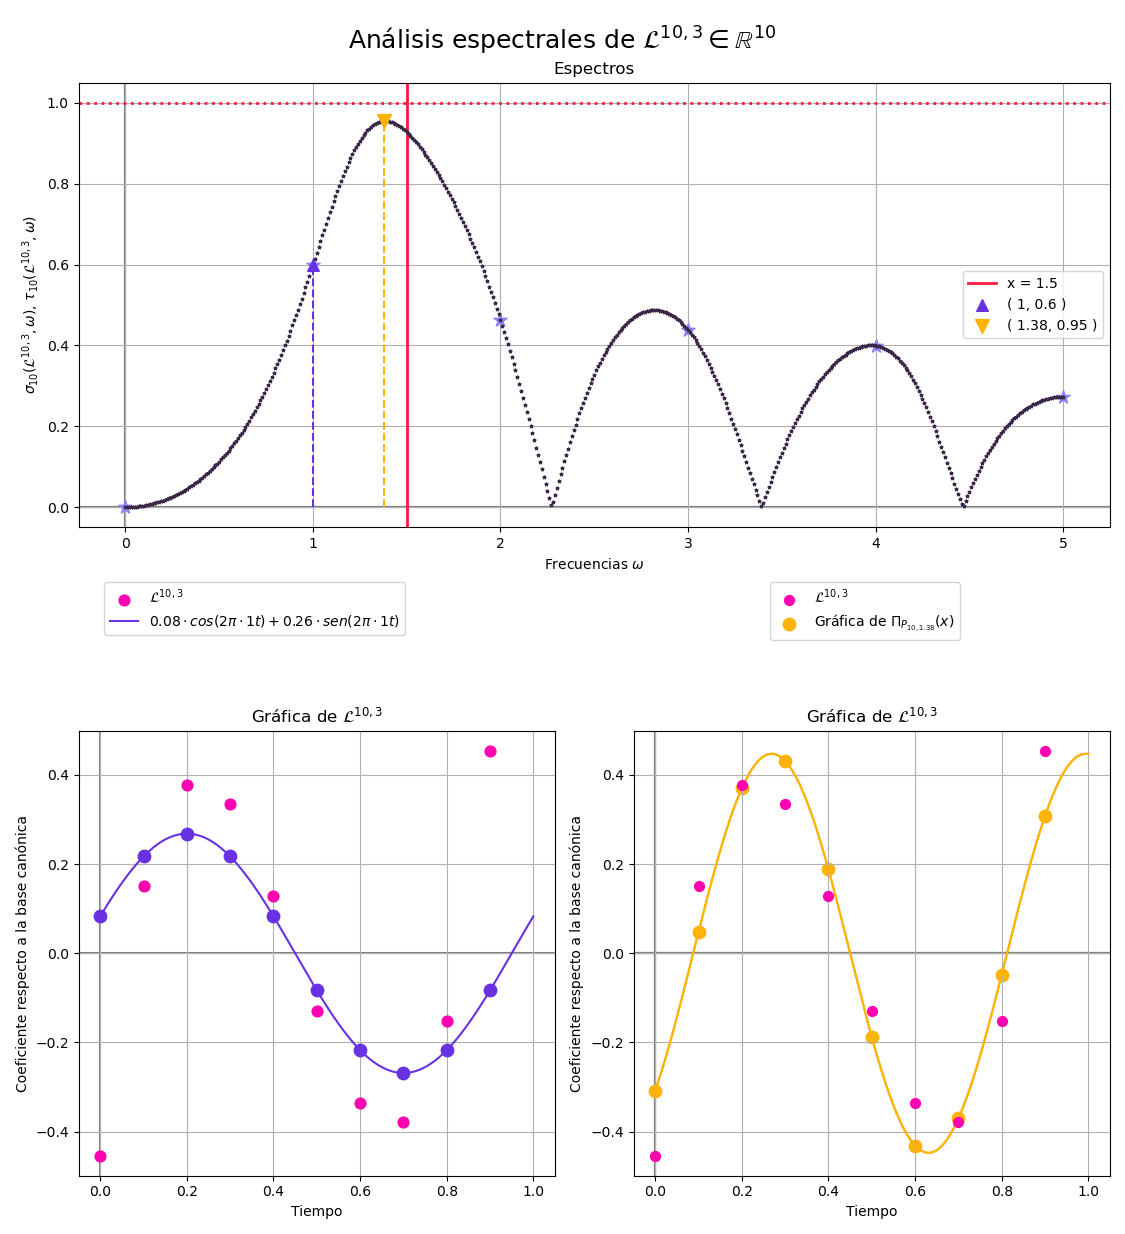 Análisis espectrales de 𝓛^{10,3} ∈ ℝ^{10}
Espectros
1.0
0.8
0.6
0.4
0.2
0.0
σ_{10}(𝓛^{10,3}, ω), τ_{10}(𝓛^{10,3}, ω)
x = 1.5
( 1, 0.6 )
( 1.38, 0.95 )
0 1 2 3 4 5
Frecuencias ω
𝓛^{10,3}
0.08 · cos(2π · 1t) + 0.26 · sen(2π · 1t)
𝓛^{10,3}
Gráfica de Π_{P_{10,1.38}}(x)
Gráfica de 𝓛^{10,3}
0.4
0.2
0.0
−0.2
−0.4
Coeficiente respecto a la base canónica
0.0 0.2 0.4 0.6 0.8 1.0
Tiempo
Gráfica de 𝓛^{10,3}
0.4
0.2
0.0
−0.2
−0.4
Coeficiente respecto a la base canónica
0.0 0.2 0.4 0.6 0.8 1.0
Tiempo